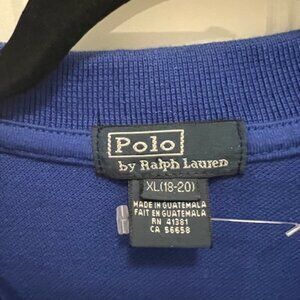 Polo
by Ralph Lauren
XL(18-20)
MADE IN GUATEMALA
FAIT EN GUATEMALA
RN 41381
CA 56658